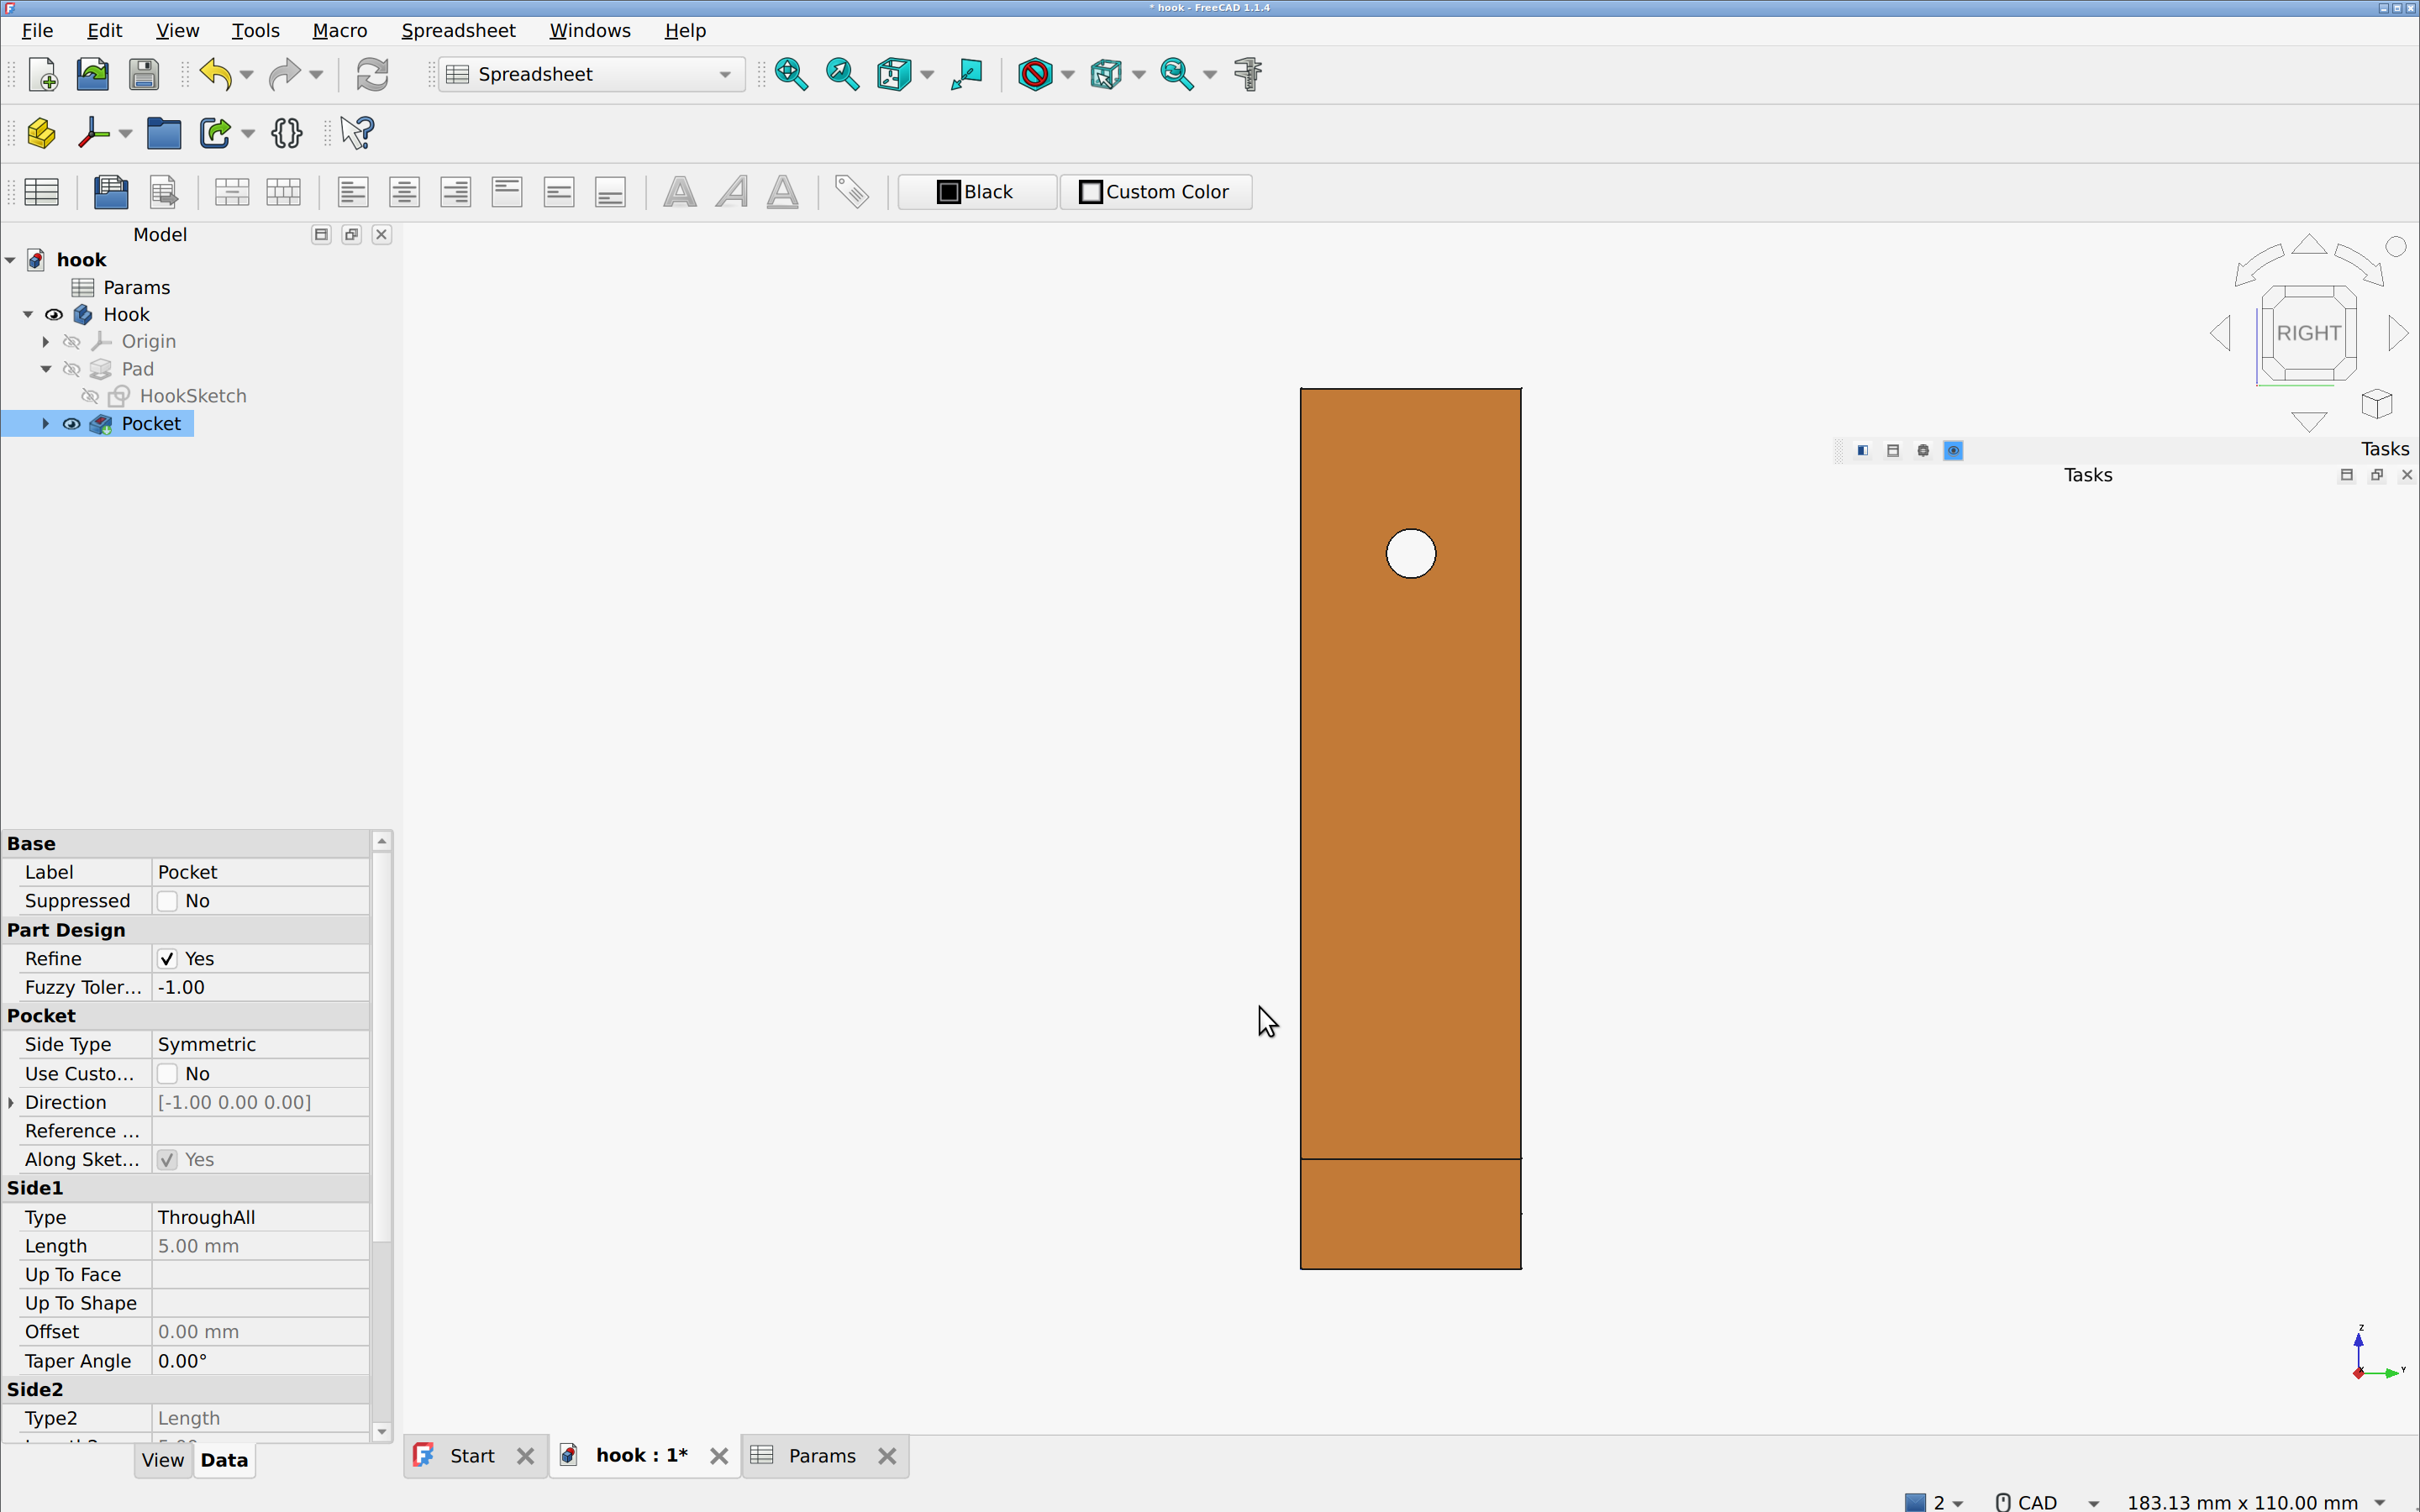 * hook - FreeCAD 1.1.4
File Edit View Tools Macro Spreadsheet Windows Help
Spreadsheet
Black Custom Color
Model
hook
Params
Hook
Origin
Pad
HookSketch
Pocket
RIGHT
Tasks
Tasks
Base
Label Pocket
Suppressed No
Part Design
Refine Yes
Fuzzy Toler... -1.00
Pocket
Side Type Symmetric
Use Custo... No
Direction [-1.00 0.00 0.00]
Reference ...
Along Sket... Yes
Side1
Type ThroughAll
Length 5.00 mm
Up To Face
Up To Shape
Offset 0.00 mm
Taper Angle 0.00°
Side2
Type2 Length
View Data
Start hook : 1* Params
Z
Y
2 CAD 183.13 mm x 110.00 mm